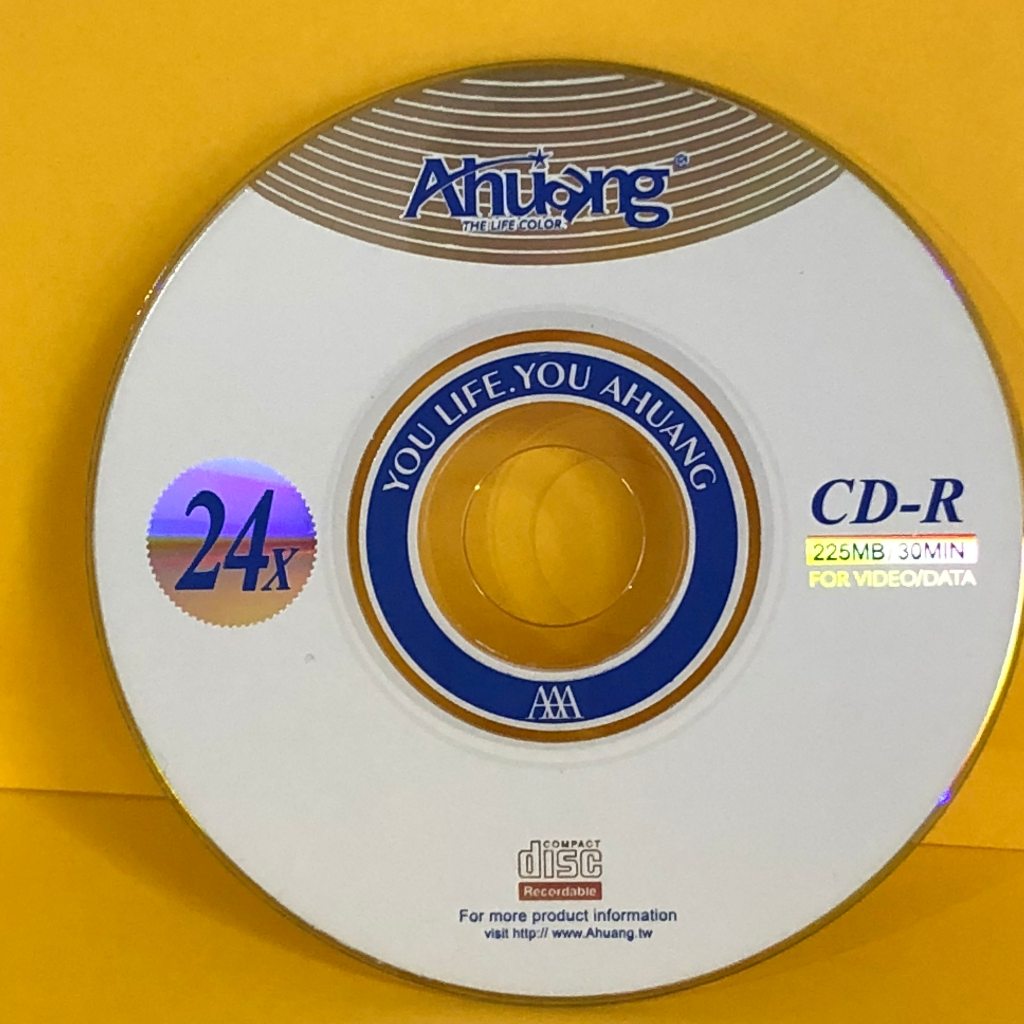 Ahuang®
THE LIFE COLOR
YOU LIFE.YOU AHUANG
24x
CD-R
225MB/30MIN
FOR VIDEO/DATA
AAA
COMPACT
disc
Recordable
For more product information
visit http:// www.Ahuang.tw